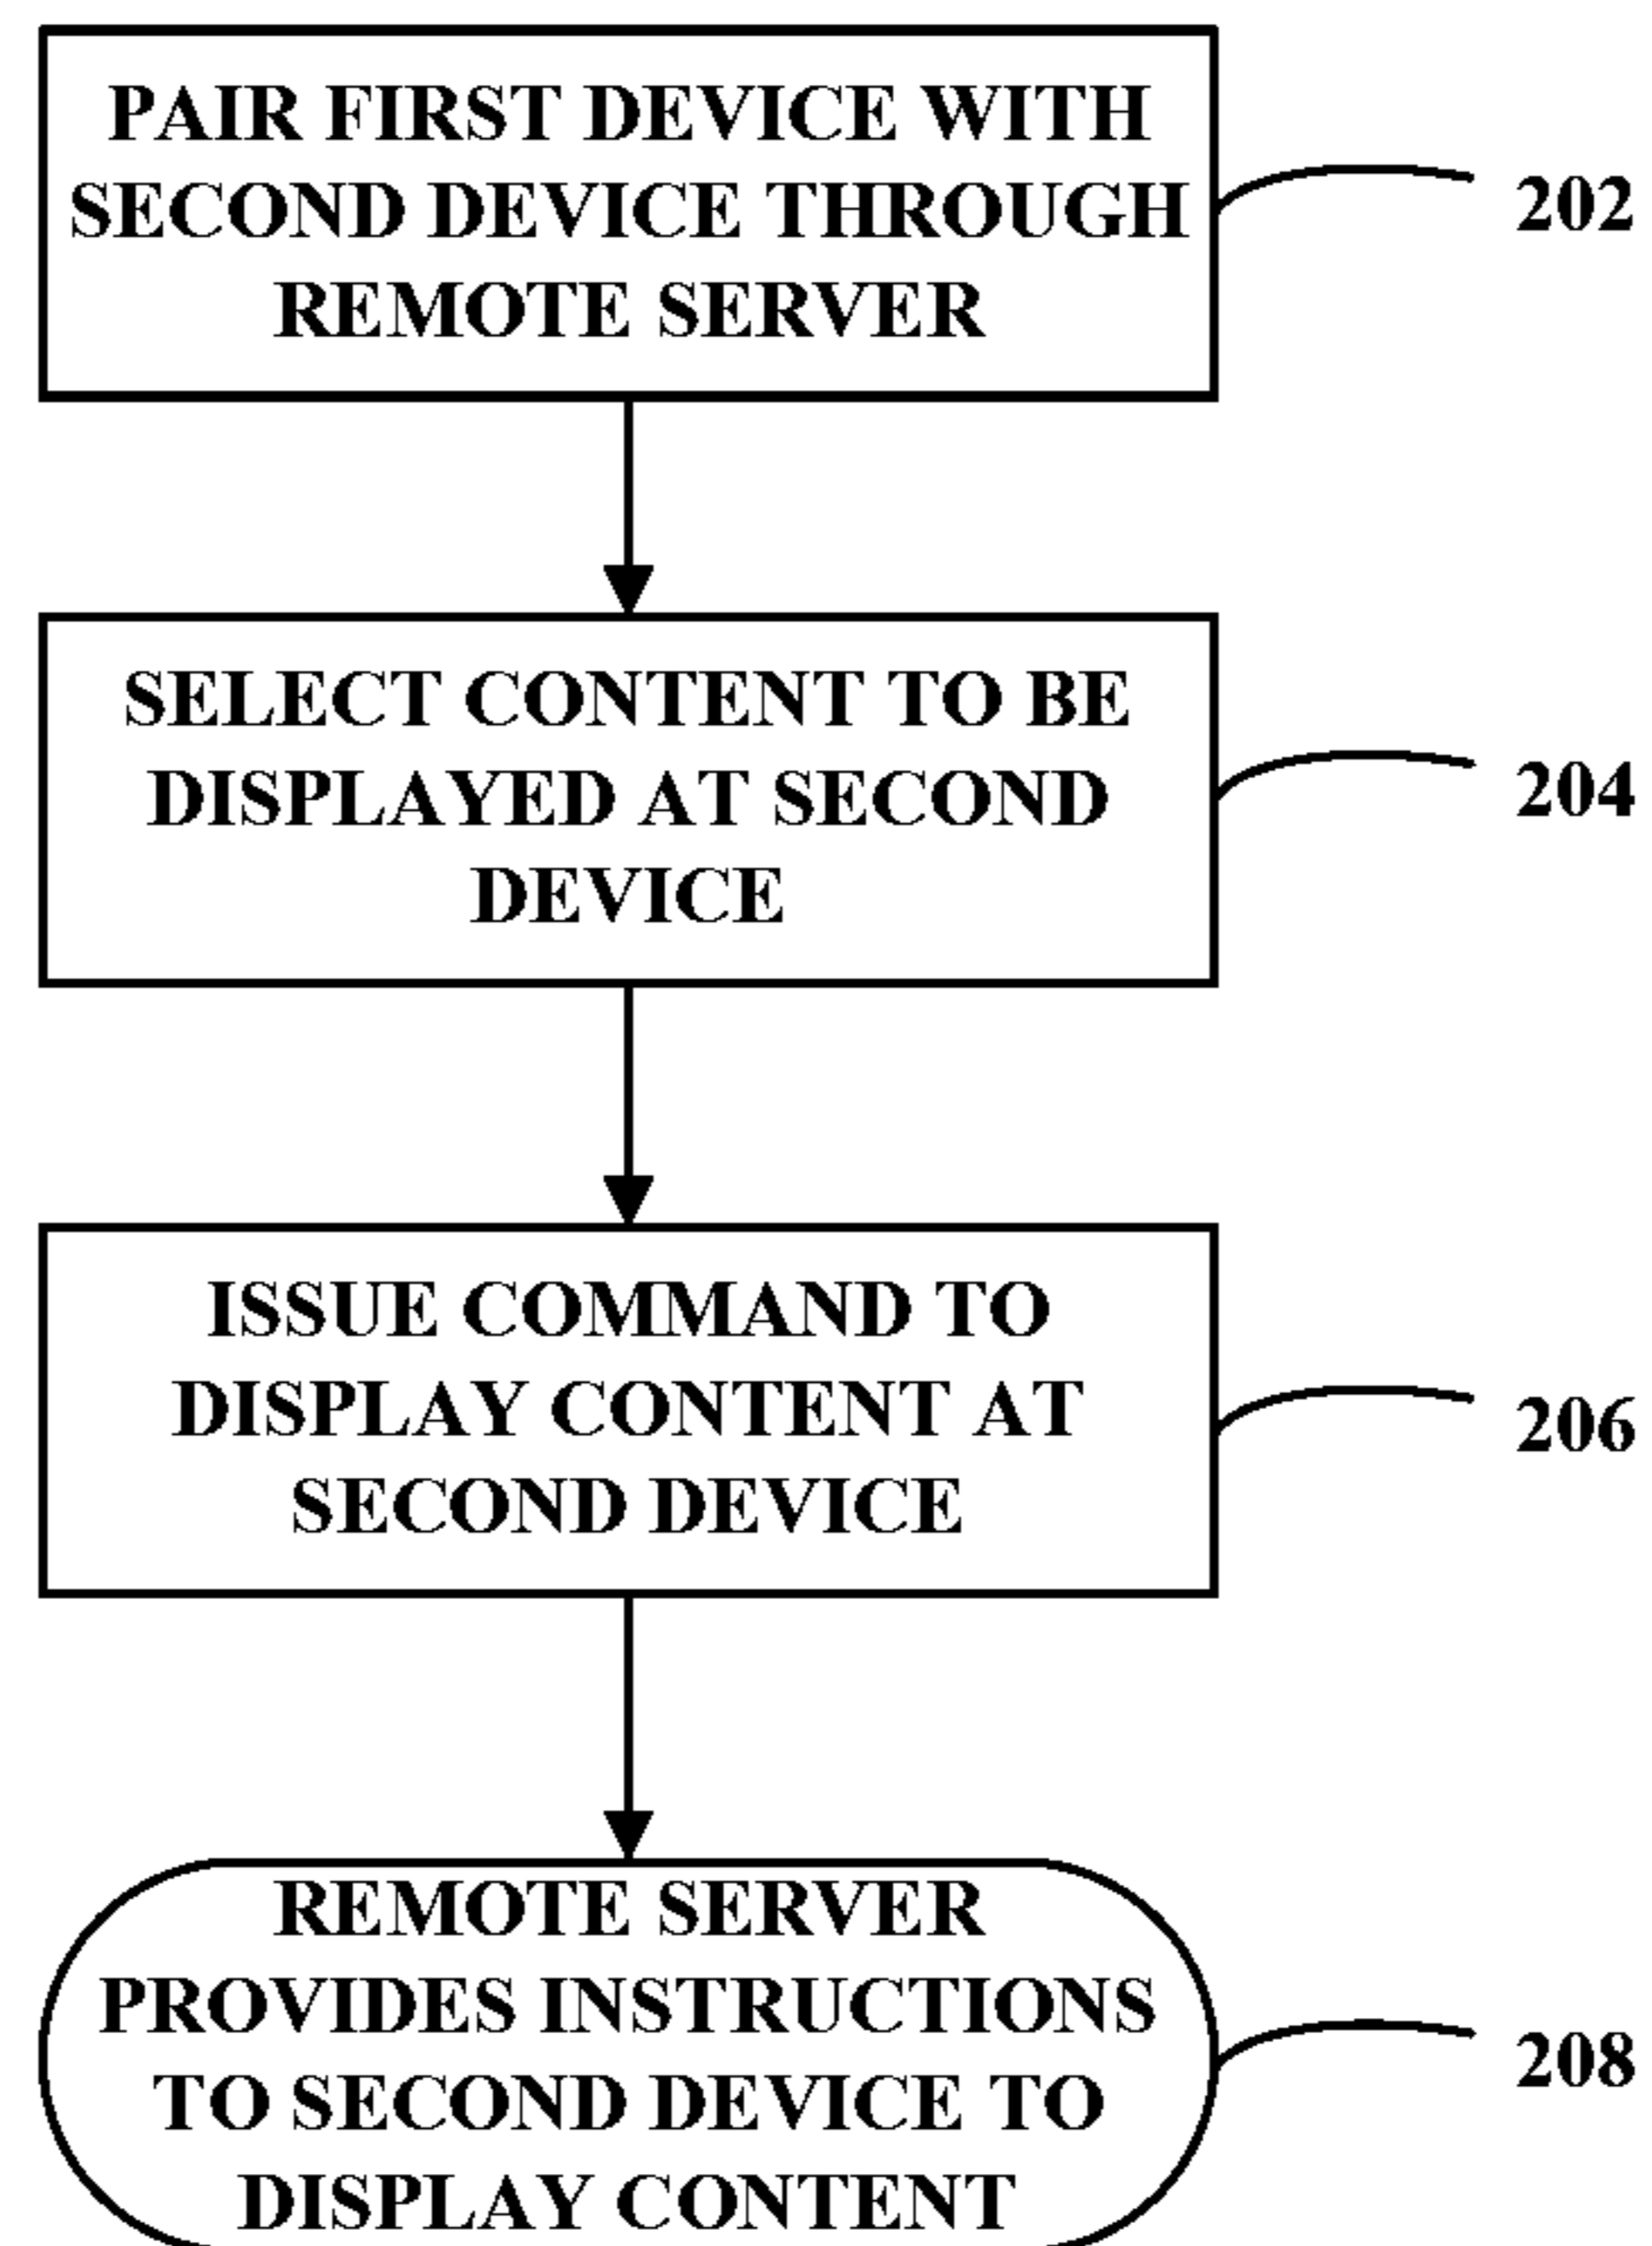 PAIR FIRST DEVICE WITH
SECOND DEVICE THROUGH
REMOTE SERVER
202
SELECT CONTENT TO BE
DISPLAYED AT SECOND
DEVICE
204
ISSUE COMMAND TO
DISPLAY CONTENT AT
SECOND DEVICE
206
REMOTE SERVER
PROVIDES INSTRUCTIONS
TO SECOND DEVICE TO
DISPLAY CONTENT
208